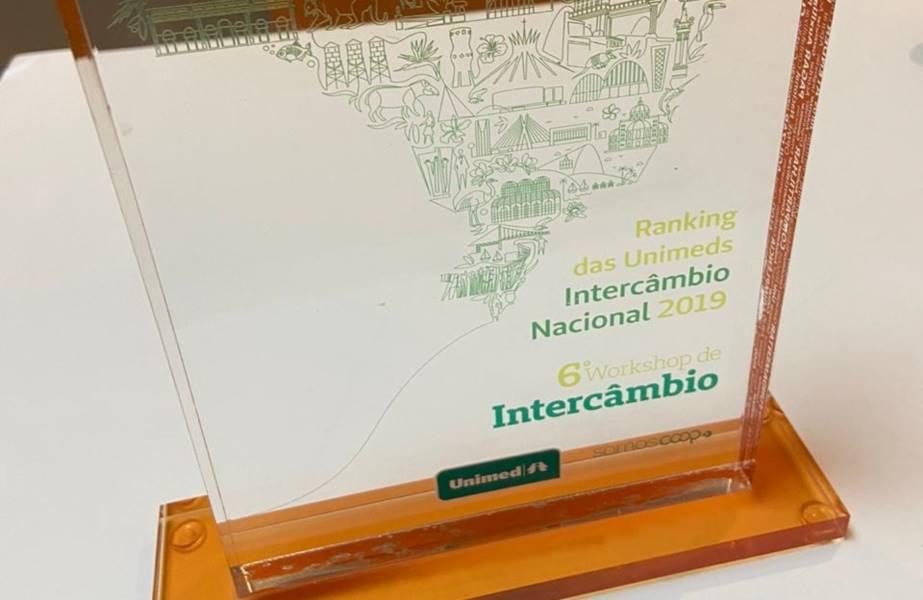 Ranking
das Unimeds
Intercâmbio
Nacional 2019
6º Workshop de
Intercâmbio
somoscoop
Unimed